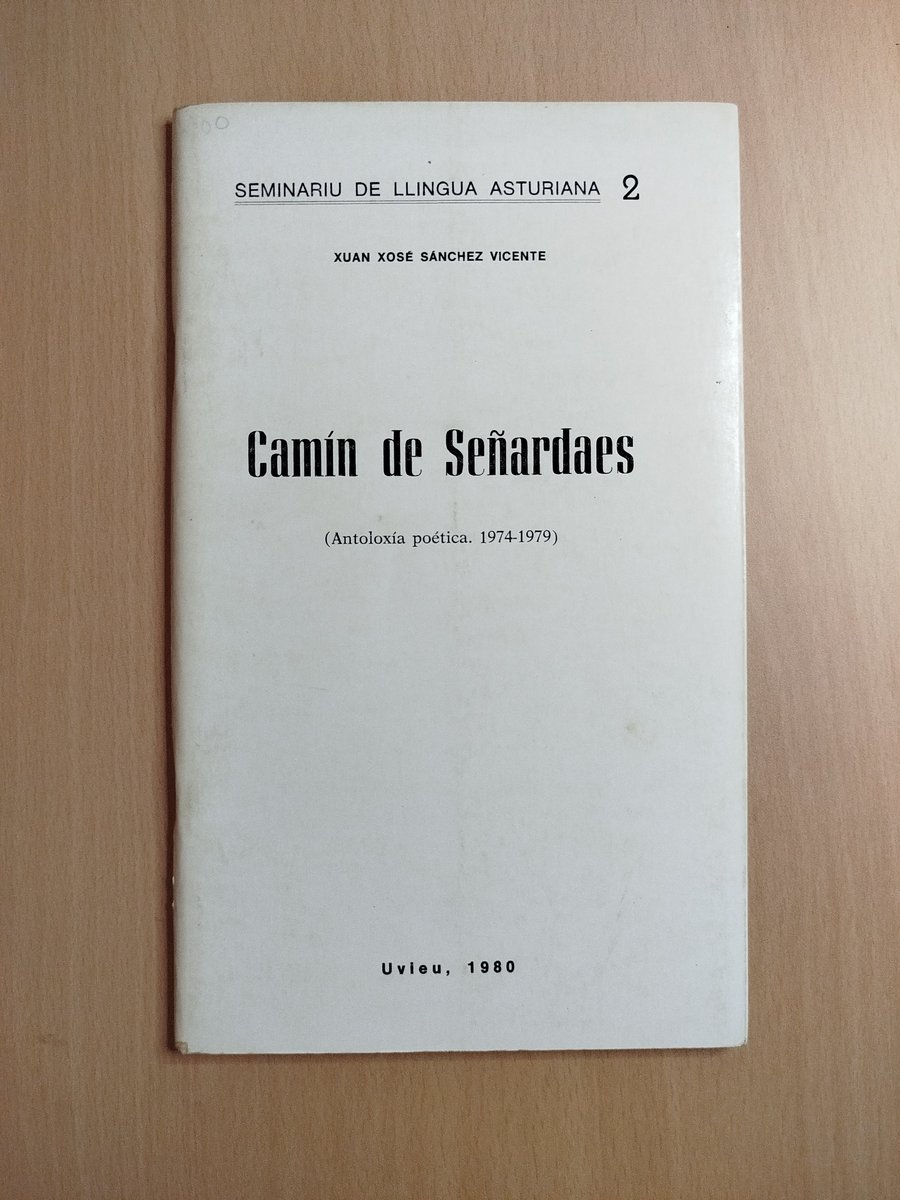 SEMINARIU DE LLINGUA ASTURIANA 2
XUAN XOSÉ SÁNCHEZ VICENTE
Camín de Señardaes
(Antoloxía poética. 1974-1979)
Uvieu, 1980